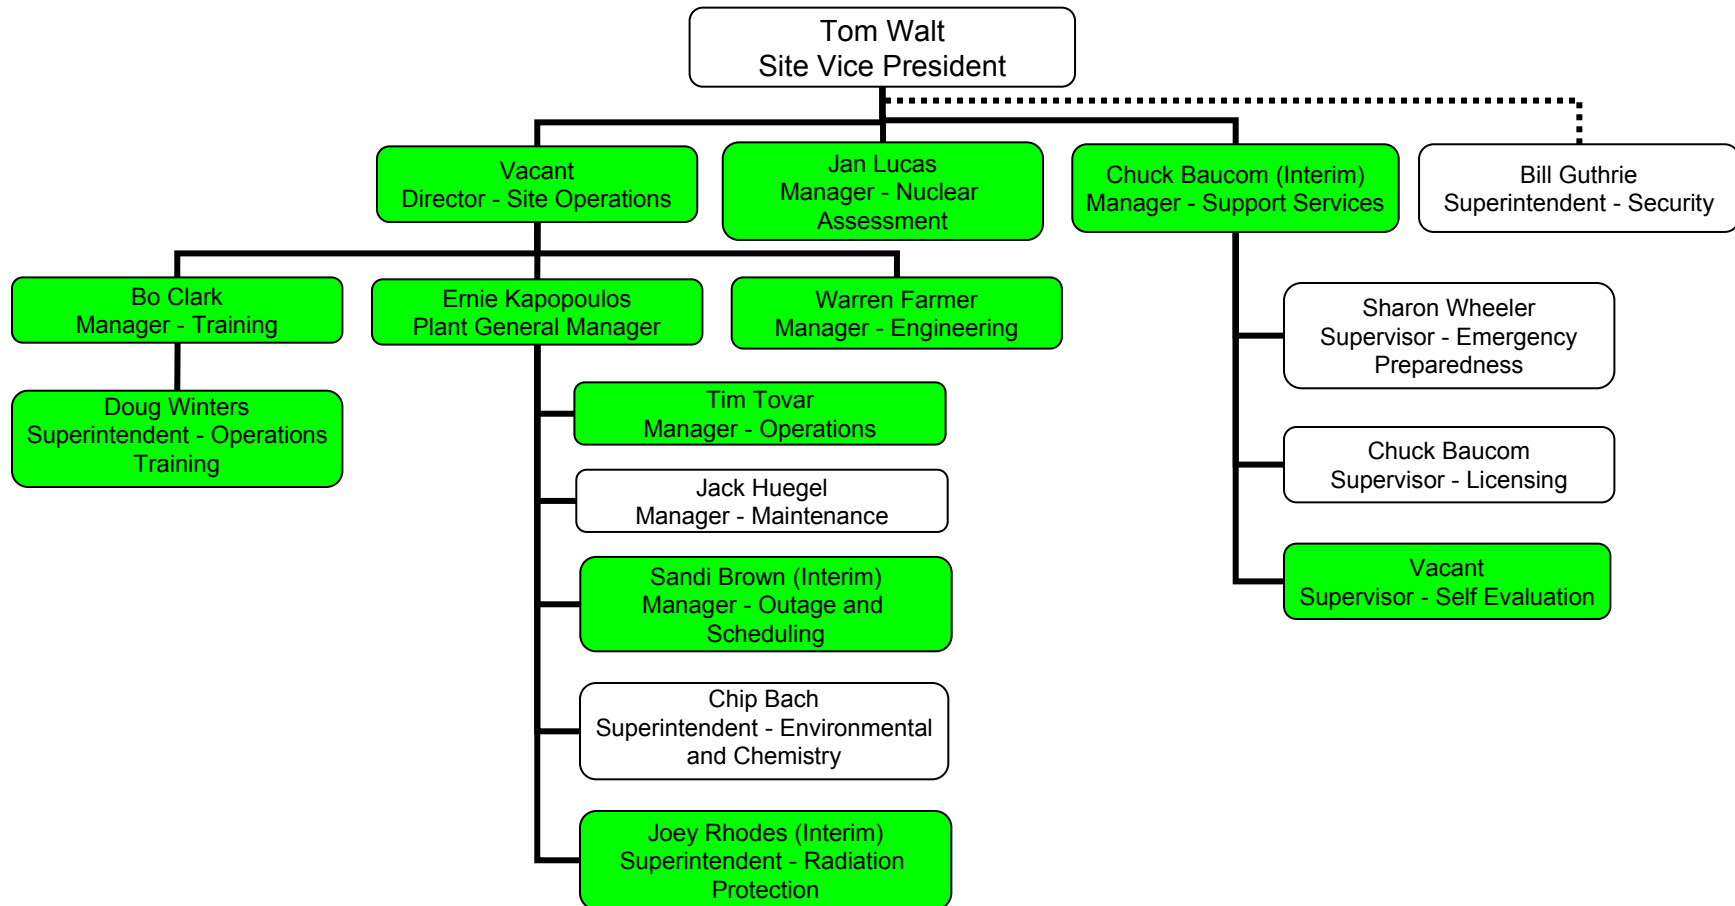 Tom Walt
Site Vice President
Vacant
Director - Site Operations
Jan Lucas
Manager - Nuclear
Assessment
Chuck Baucom (Interim)
Manager - Support Services
Bill Guthrie
Superintendent - Security
Bo Clark
Manager - Training
Ernie Kapopoulos
Plant General Manager
Warren Farmer
Manager - Engineering
Sharon Wheeler
Supervisor - Emergency
Preparedness
Doug Winters
Superintendent - Operations
Training
Tim Tovar
Manager - Operations
Chuck Baucom
Supervisor - Licensing
Jack Huegel
Manager - Maintenance
Sandi Brown (Interim)
Manager - Outage and
Scheduling
Vacant
Supervisor - Self Evaluation
Chip Bach
Superintendent - Environmental
and Chemistry
Joey Rhodes (Interim)
Superintendent - Radiation
Protection